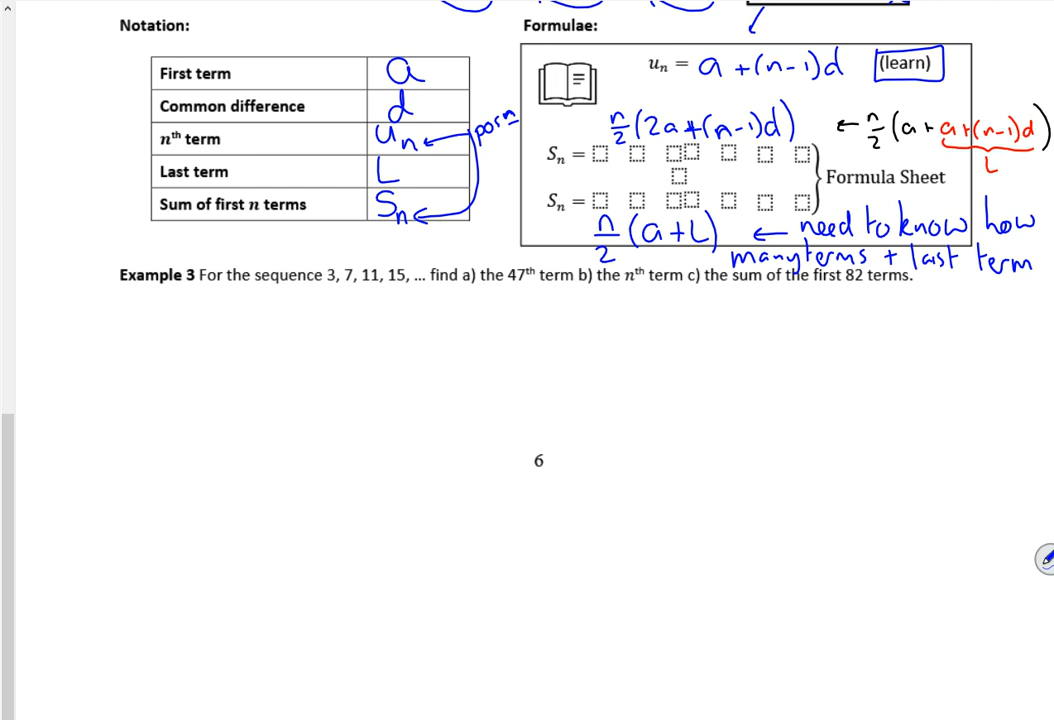 Notation:
Formulae:
First term a
Common difference d
nᵗʰ term uₙ
Last term L
Sum of first n terms Sₙ
posⁿ
uₙ = a + (n-1)d (learn)
n/2 (2a + (n-1)d) ← n/2 (a + a+(n-1)d)
L
Sₙ =
Formula Sheet
Sₙ =
n/2 (a+L) ← need to know how
many terms + last term
Example 3 For the sequence 3, 7, 11, 15, ... find a) the 47ᵗʰ term b) the nᵗʰ term c) the sum of the first 82 terms.
6